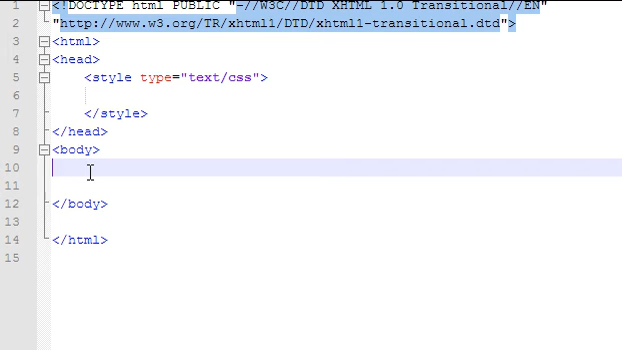 1 <!DOCTYPE html PUBLIC "-//W3C//DTD XHTML 1.0 Transitional//EN"
2 "http://www.w3.org/TR/xhtml1/DTD/xhtml1-transitional.dtd">
3 <html>
4 <head>
5 <style type="text/css">
6
7 </style>
8 </head>
9 <body>
10
11
12 </body>
13
14 </html>
15